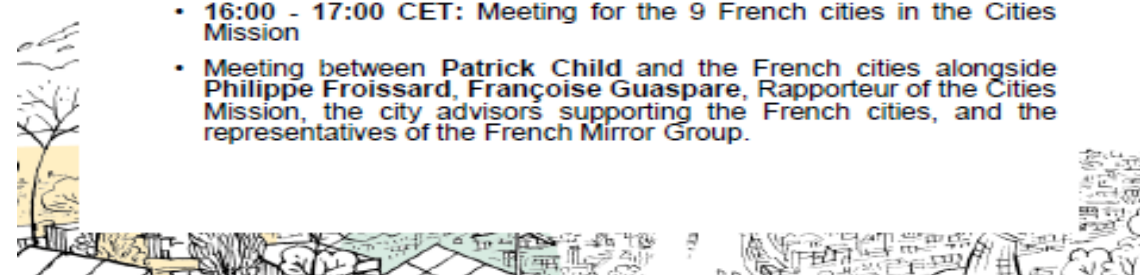 • 16:00 - 17:00 CET: Meeting for the 9 French cities in the Cities
Mission
• Meeting between Patrick Child and the French cities alongside
Philippe Froissard, Françoise Guaspare, Rapporteur of the Cities
Mission, the city advisors supporting the French cities, and the
representatives of the French Mirror Group.